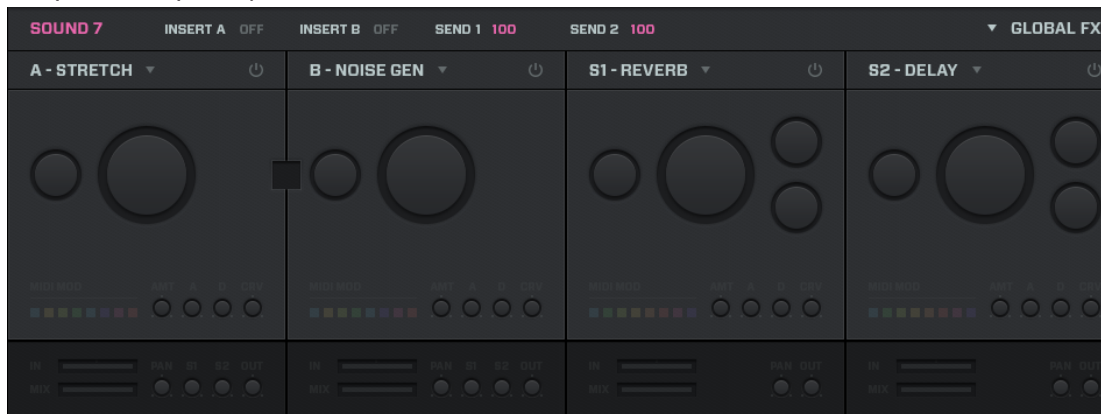 SOUND 7 INSERT A OFF INSERT B OFF SEND 1 100 SEND 2 100 GLOBAL FX
A - STRETCH B - NOISE GEN S1 - REVERB S2 - DELAY
MIDI MOD AMT A D CRV MIDI MOD AMT A D CRV MIDI MOD AMT A D CRV MIDI MOD AMT A D CRV
IN PAN S1 S2 OUT IN PAN S1 S2 OUT IN PAN OUT IN PAN OUT
MIX MIX MIX MIX